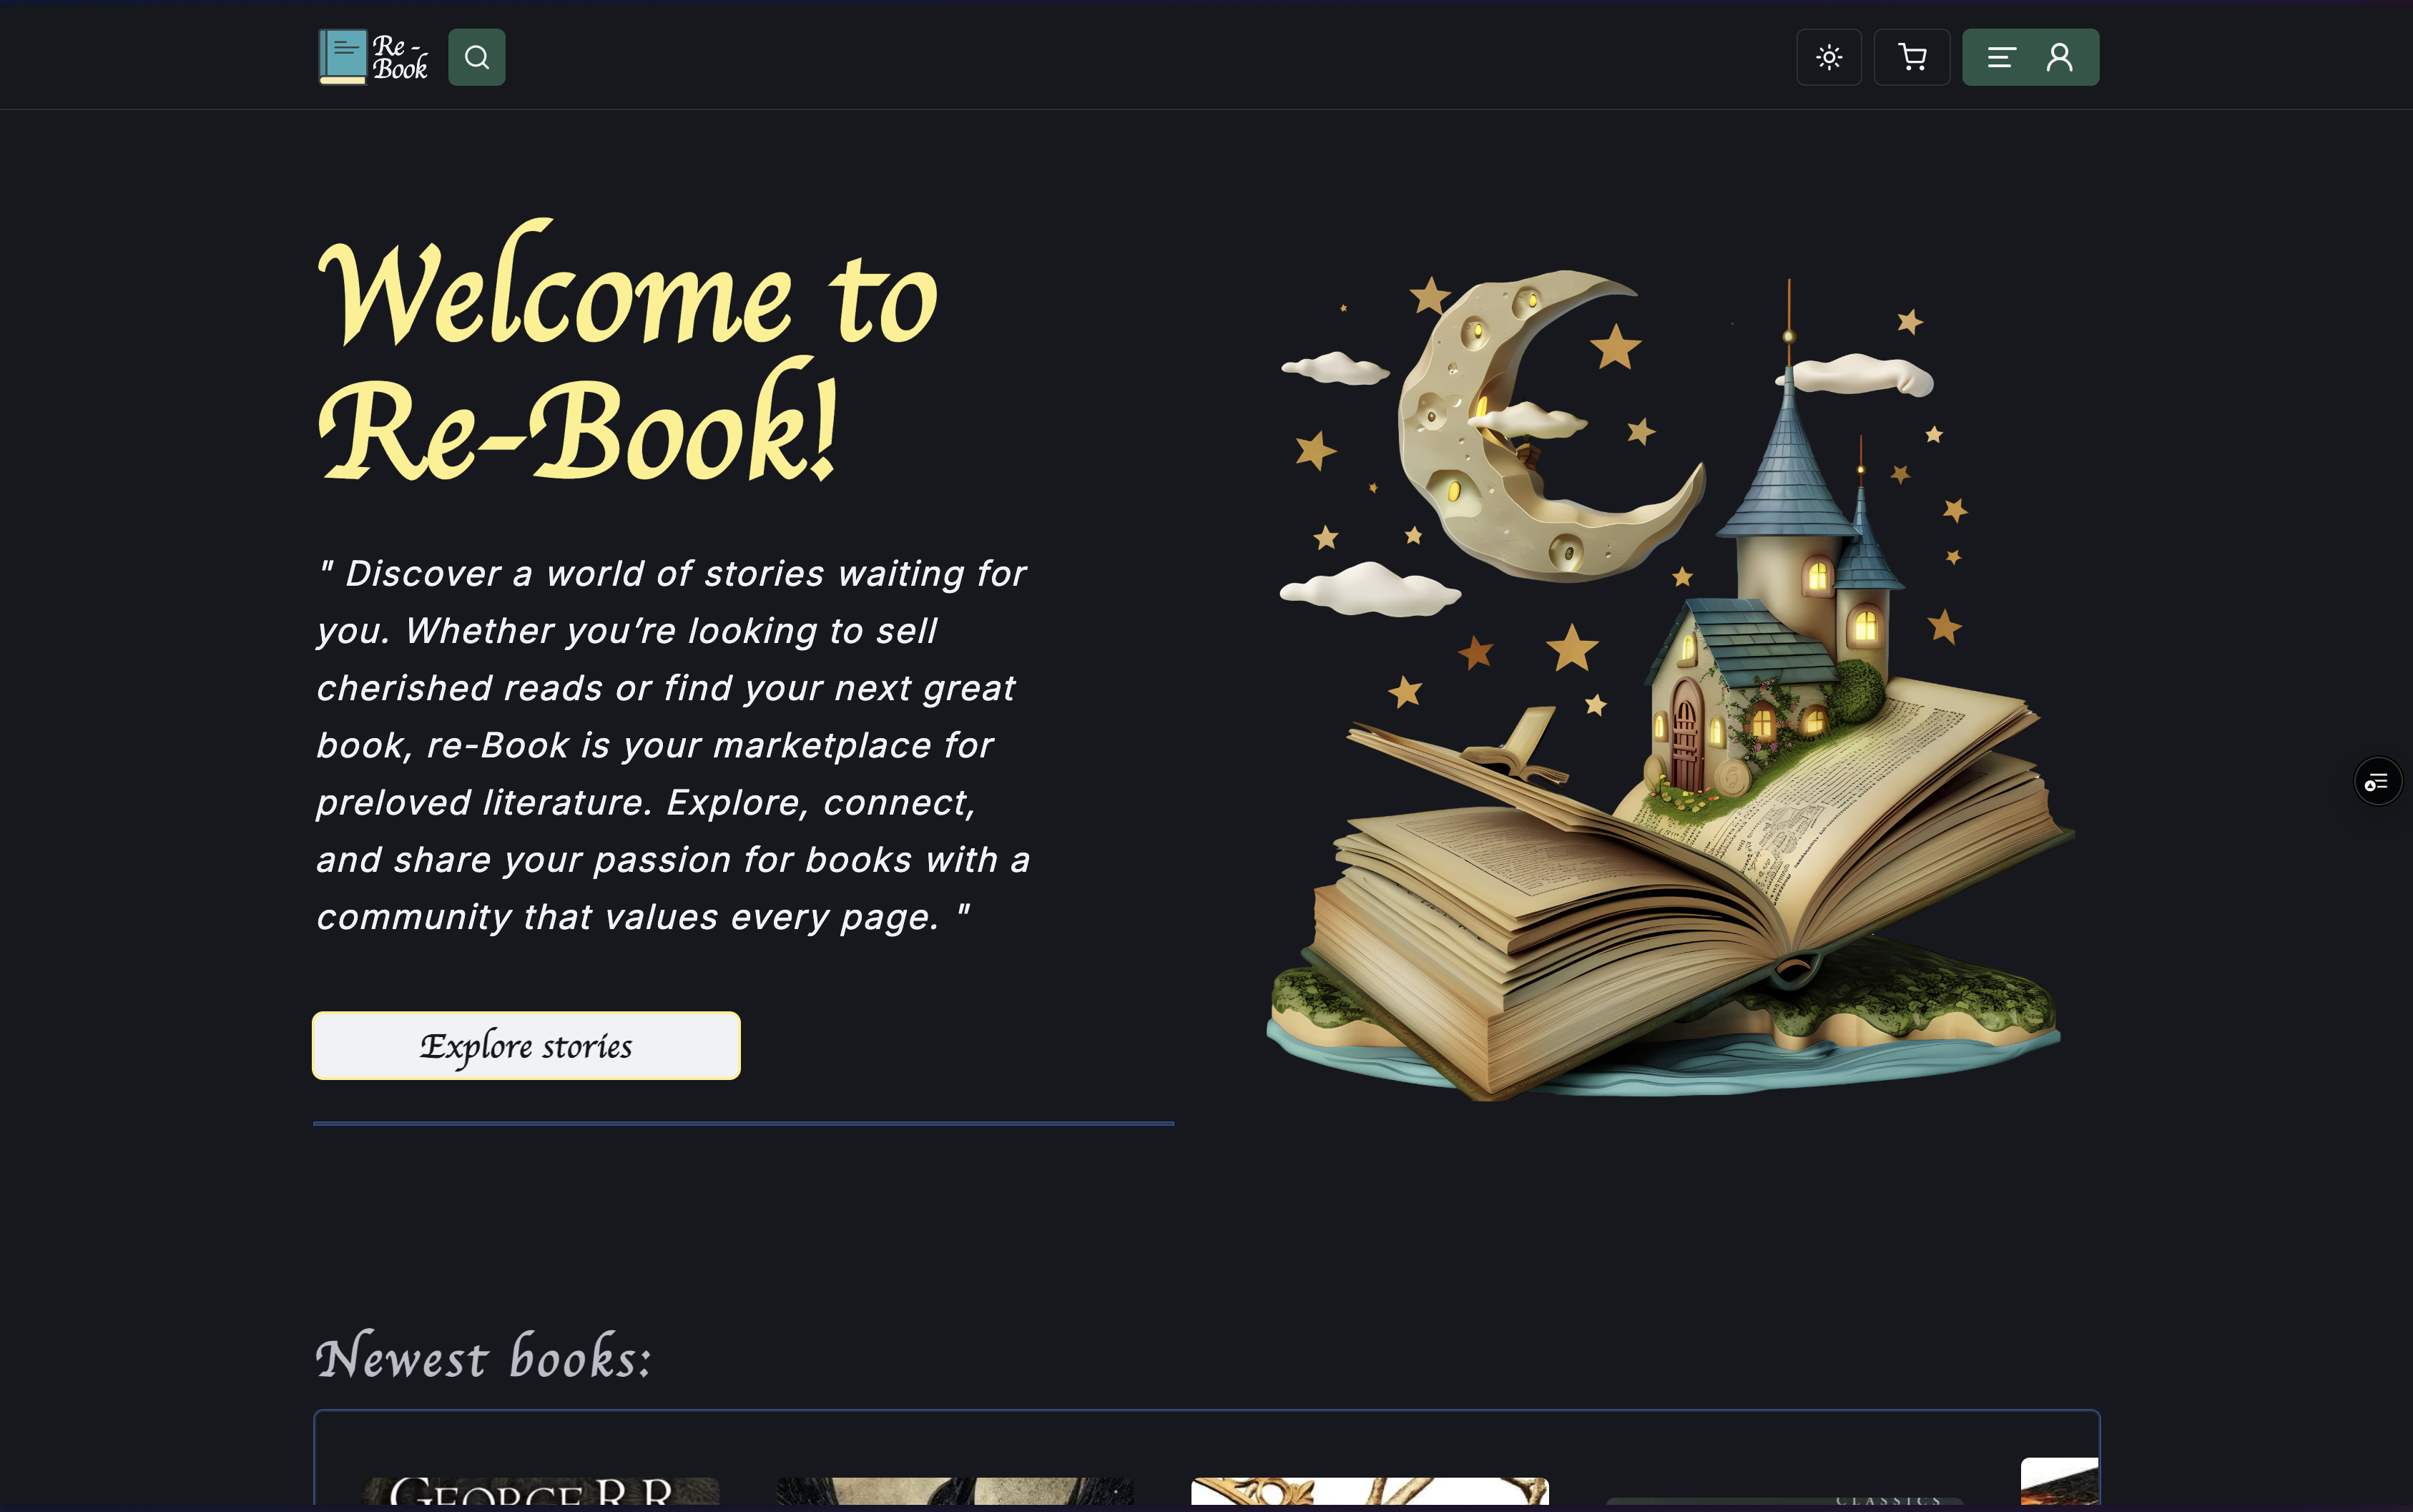 Re -
Book
Welcome to
Re-Book!
" Discover a world of stories waiting for
you. Whether you’re looking to sell
cherished reads or find your next great
book, re-Book is your marketplace for
preloved literature. Explore, connect,
and share your passion for books with a
community that values every page. "
Explore stories
Newest books:
GEORGE R.R.
CLASSICS